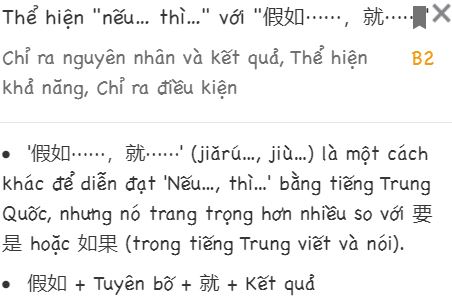 Thể hiện "nếu... thì..." với "假如……，就……"
Chỉ ra nguyên nhân và kết quả, Thể hiện B2
khả năng, Chỉ ra điều kiện
• '假如……，就……' (jiǎrú..., jiù...) là một cách
khác để diễn đạt 'Nếu..., thì...' bằng tiếng Trung
Quốc, nhưng nó trang trọng hơn nhiều so với 要
是 hoặc 如果 (trong tiếng Trung viết và nói).
• 假如 + Tuyên bố + 就 + Kết quả